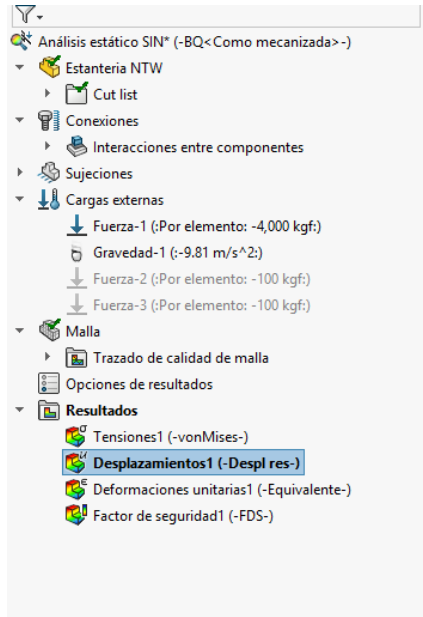 Análisis estático SIN* (-BQ<Como mecanizada>-)
Estanteria NTW
Cut list
Conexiones
Interacciones entre componentes
Sujeciones
Cargas externas
Fuerza-1 (:Por elemento: -4,000 kgf:)
Gravedad-1 (:-9.81 m/s^2:)
Fuerza-2 (:Por elemento: -100 kgf:)
Fuerza-3 (:Por elemento: -100 kgf:)
Malla
Trazado de calidad de malla
Opciones de resultados
Resultados
Tensiones1 (-vonMises-)
Desplazamientos1 (-Despl res-)
Deformaciones unitarias1 (-Equivalente-)
Factor de seguridad1 (-FDS-)